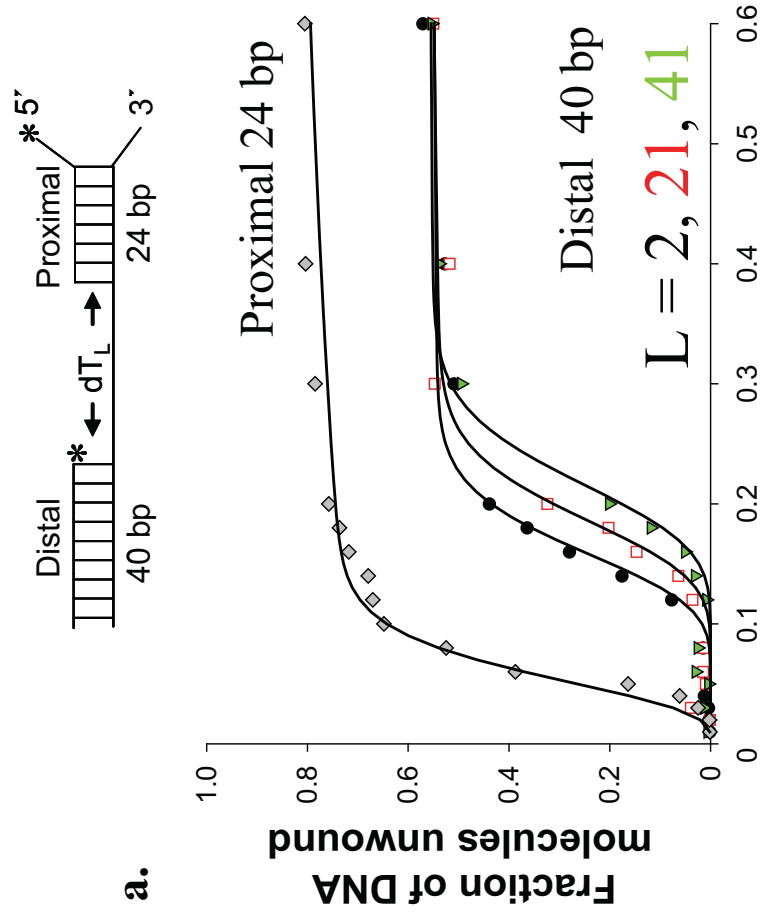 a.
Distal
Proximal
* 5´
*
← dT_L →
3´
40 bp
24 bp
Fraction of DNA
molecules unwound
1.0
0.8
0.6
0.4
0.2
0
Proximal 24 bp
Distal 40 bp
L = 2, 21, 41
0
0.1
0.2
0.3
0.4
0.5
0.6